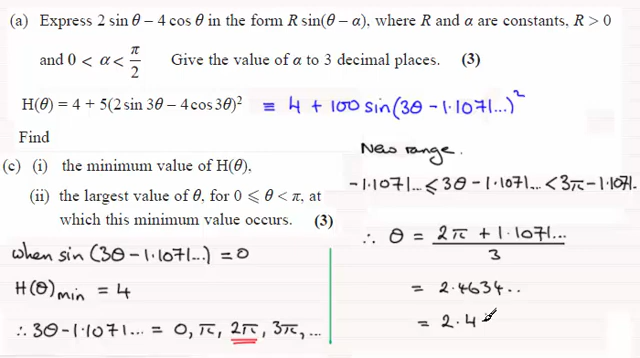 (a) Express 2 sin θ − 4 cos θ in the form R sin(θ − α), where R and α are constants, R > 0
and 0 < α < π/2   Give the value of α to 3 decimal places.   (3)
H(θ) = 4 + 5(2 sin 3θ − 4 cos 3θ)² ≡ 4 + 100 sin(3θ − 1·1071...)²
Find
(c) (i) the minimum value of H(θ),
(ii) the largest value of θ, for 0 ⩽ θ < π, at
which this minimum value occurs.   (3)
when sin(3θ − 1·1071...) = 0
H(θ)min = 4
∴ 3θ − 1·1071... = 0, π, 2π, 3π, ...
New range.
−1·1071... ≤ 3θ − 1·1071... < 3π − 1·1071.
∴ θ = (2π + 1·1071...)/3
= 2·4634..
= 2·4